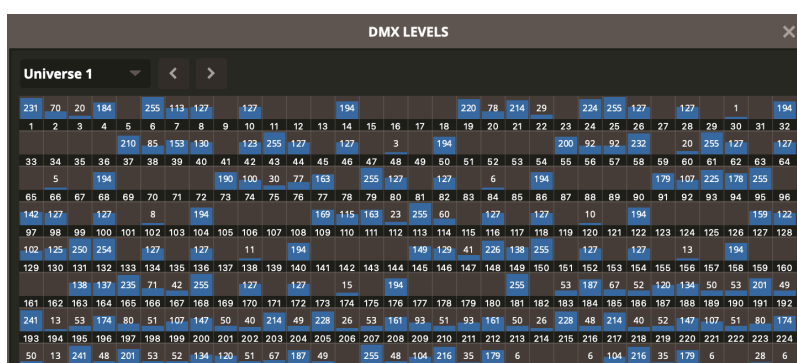 DMX LEVELS
Universe 1
231 70 20 184 255 113 127 127 194 220 78 214 29 224 255 127 127 1 194
1 2 3 4 5 6 7 8 9 10 11 12 13 14 15 16 17 18 19 20 21 22 23 24 25 26 27 28 29 30 31 32
210 85 153 130 123 255 127 127 3 194 200 92 92 232 20 255 127 127
33 34 35 36 37 38 39 40 41 42 43 44 45 46 47 48 49 50 51 52 53 54 55 56 57 58 59 60 61 62 63 64
5 194 190 100 30 77 163 255 127 127 6 194 179 107 225 178 255
65 66 67 68 69 70 71 72 73 74 75 76 77 78 79 80 81 82 83 84 85 86 87 88 89 90 91 92 93 94 95 96
142 127 127 8 194 169 115 163 23 255 60 127 127 10 194 159 122
97 98 99 100 101 102 103 104 105 106 107 108 109 110 111 112 113 114 115 116 117 118 119 120 121 122 123 124 125 126 127 128
102 125 250 254 127 127 11 194 149 129 41 226 138 255 127 127 13 194
129 130 131 132 133 134 135 136 137 138 139 140 141 142 143 144 145 146 147 148 149 150 151 152 153 154 155 156 157 158 159 160
138 137 235 71 42 255 127 127 15 194 255 53 187 67 52 120 134 50 53 201 49
161 162 163 164 165 166 167 168 169 170 171 172 173 174 175 176 177 178 179 180 181 182 183 184 185 186 187 188 189 190 191 192
241 13 53 174 80 51 107 147 50 40 214 49 228 26 53 161 93 51 93 161 50 26 228 48 214 40 52 147 107 51 80 174
193 194 195 196 197 198 199 200 201 202 203 204 205 206 207 208 209 210 211 212 213 214 215 216 217 218 219 220 221 222 223 224
50 13 241 48 201 53 52 134 120 51 67 187 49 255 48 104 216 35 179 6 6 104 216 35 179 6 28 6